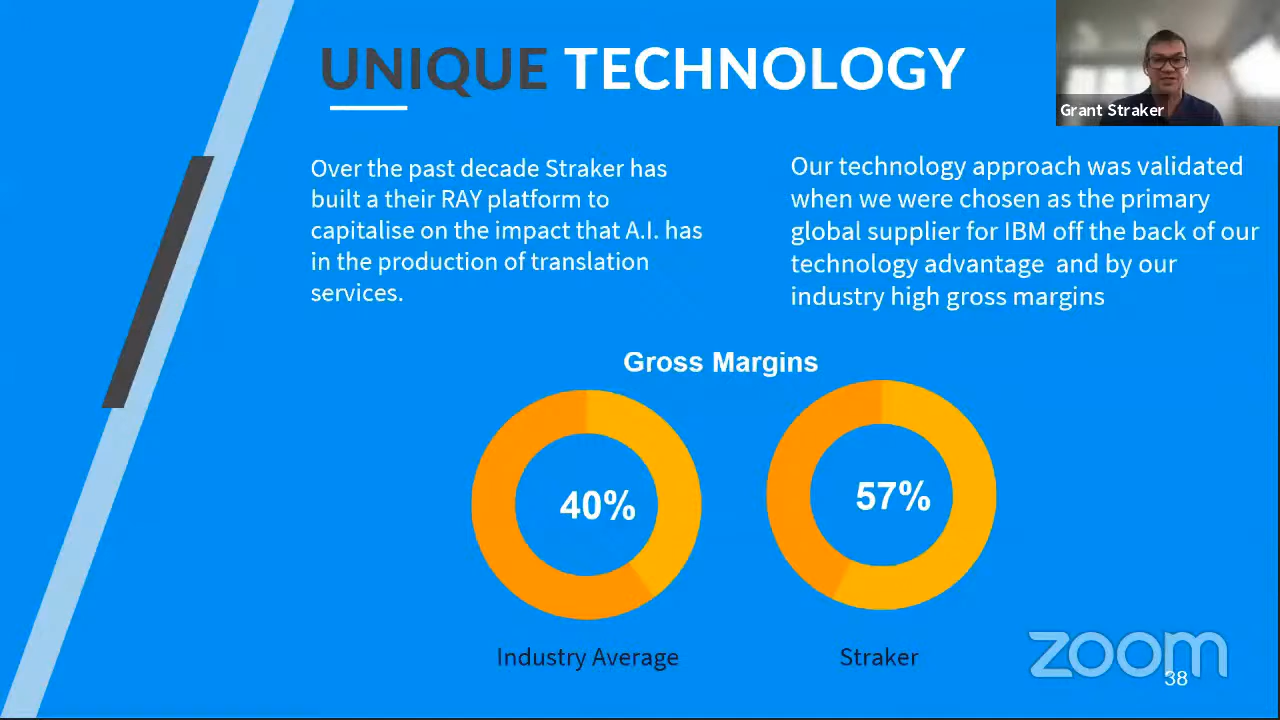 UNIQUE TECHNOLOGY
Grant Straker
Over the past decade Straker has
built a their RAY platform to
capitalise on the impact that A.I. has
in the production of translation
services.
Our technology approach was validated
when we were chosen as the primary
global supplier for IBM off the back of our
technology advantage  and by our
industry high gross margins
Gross Margins
40%
57%
Industry Average
Straker
zoom
38